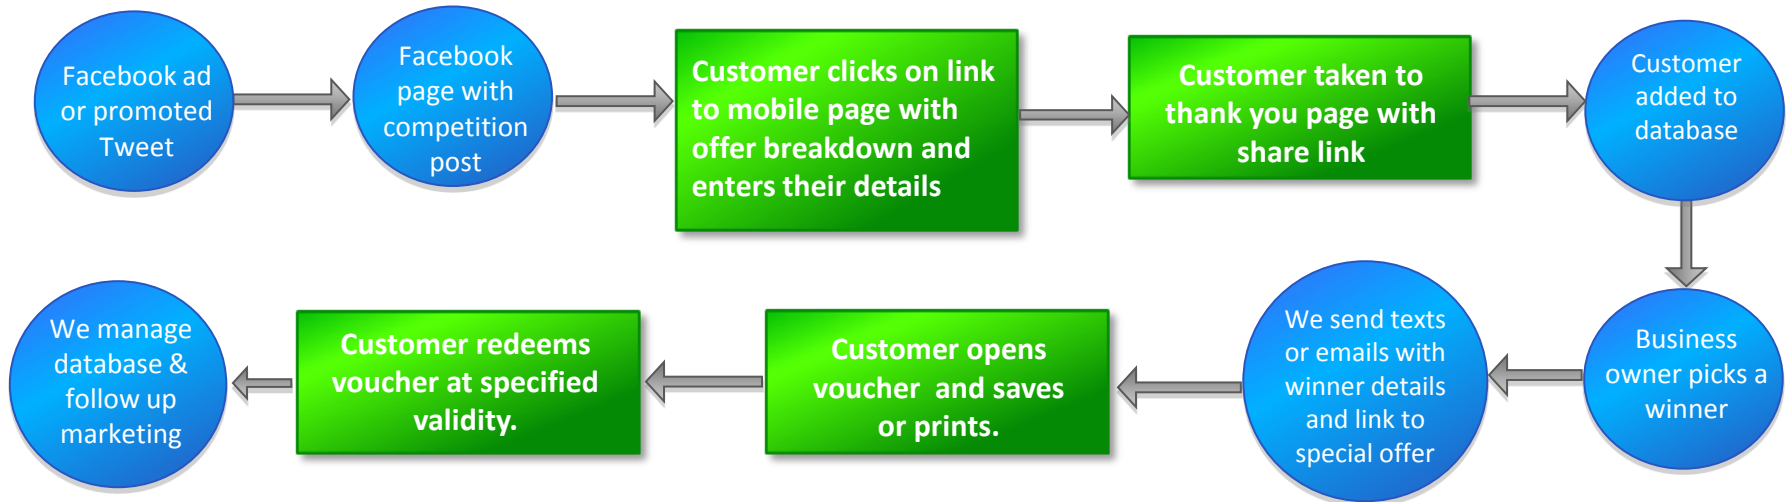 Facebook ad
or promoted
Tweet
Facebook
page with
competition
post
Customer clicks on link
to mobile page with
offer breakdown and
enters their details
Customer taken to
thank you page with
share link
Customer
added to
database
Business
owner picks a
winner
We send texts
or emails with
winner details
and link to
special offer
Customer opens
voucher and saves
or prints.
Customer redeems
voucher at specified
validity.
We manage
database &
follow up
marketing